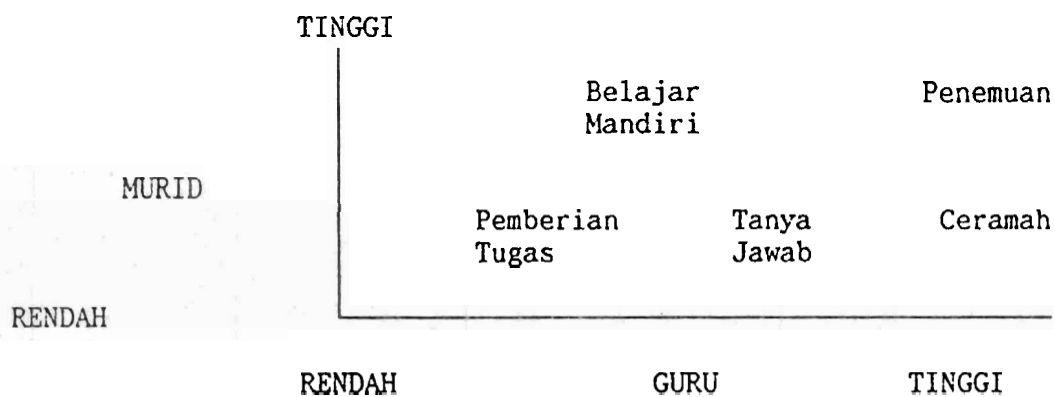 TINGGI
Belajar Penemuan
Mandiri
MURID
Pemberian Tanya Ceramah
Tugas Jawab
RENDAH
RENDAH GURU TINGGI